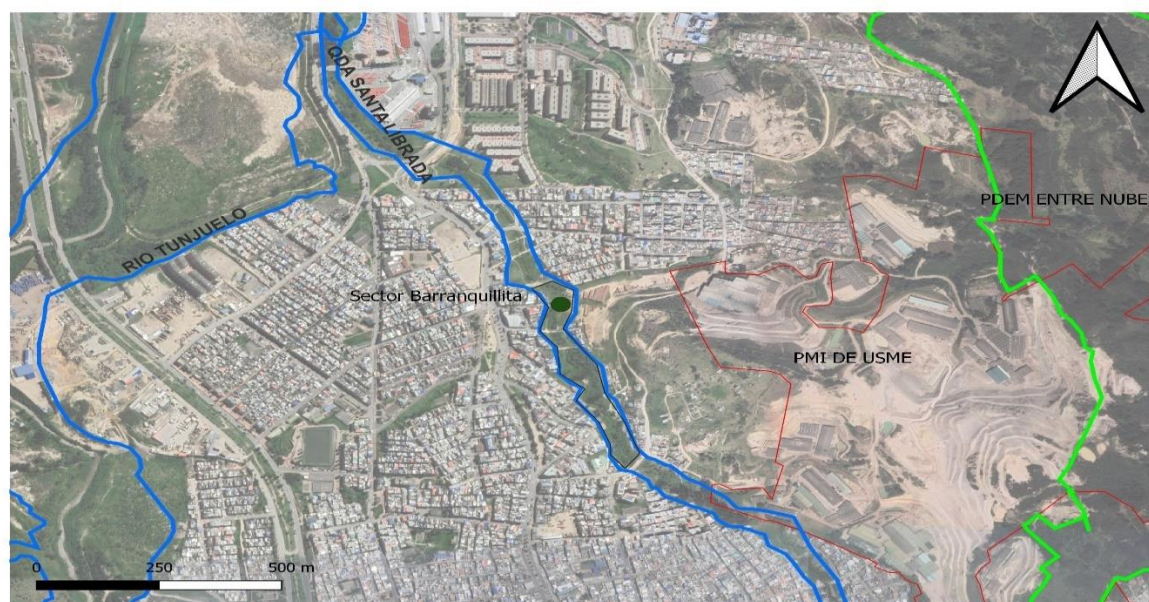 QDA SANTA LIBRADA
PDEM ENTRE NUBE
RIO TUNJUELO
Sector Barranquillita
PMI DE USME
0 250 500 m